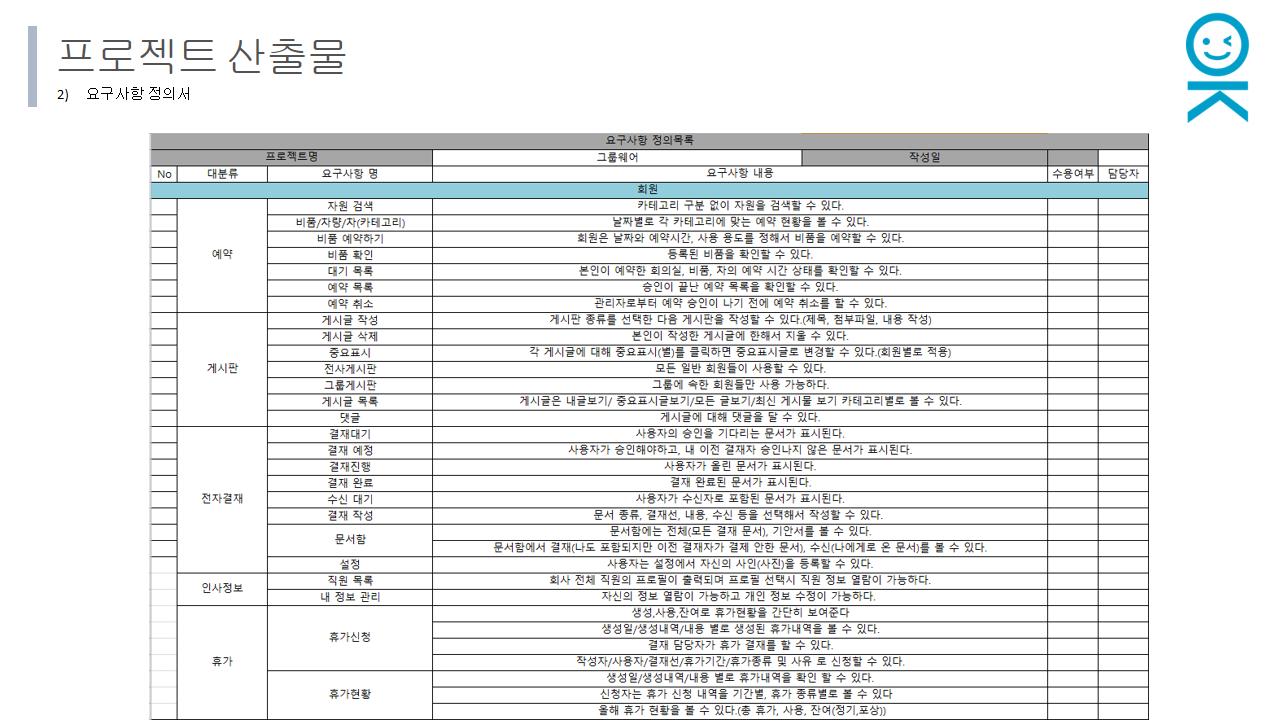 프로젝트 산출물
2) 요구사항 정의서
OK
요구사항 정의목록
프로젝트명 그룹웨어 작성일
No 대분류 요구사항 명 요구사항 내용 수용여부 담당자
회원
예약
자원 검색 카테고리 구분 없이 자원을 검색할 수 있다.
비품/차량/차(카테고리) 날짜별로 각 카테고리에 맞는 예약 현황을 볼 수 있다.
비품 예약하기 회원은 날짜와 예약시간, 사용 용도를 정해서 비품을 예약할 수 있다.
비품 확인 등록된 비품을 확인할 수 있다.
대기 목록 본인이 예약한 회의실, 비품, 차의 예약 시간 상태를 확인할 수 있다.
예약 목록 승인이 끝난 예약 목록을 확인할 수 있다.
예약 취소 관리자로부터 예약 승인이 나기 전에 예약 취소를 할 수 있다.
게시판
게시글 작성 게시판 종류를 선택한 다음 게시판을 작성할 수 있다.(제목, 첨부파일, 내용 작성)
게시글 삭제 본인이 작성한 게시글에 한해서 지울 수 있다.
중요표시 각 게시글에 대해 중요표시(별)를 클릭하면 중요표시글로 변경할 수 있다.(회원별로 적용)
전사게시판 모든 일반 회원들이 사용할 수 있다.
그룹게시판 그룹에 속한 회원들만 사용 가능하다.
게시글 목록 게시글은 내글보기/ 중요표시글보기/모든 글보기/최신 게시물 보기 카테고리별로 볼 수 있다.
댓글 게시글에 대해 댓글을 달 수 있다.
전자결재
결재대기 사용자의 승인을 기다리는 문서가 표시된다.
결재 예정 사용자가 승인해야하고, 내 이전 결재자 승인나지 않은 문서가 표시된다.
결재진행 사용자가 올린 문서가 표시된다.
결재 완료 결재 완료된 문서가 표시된다.
수신 대기 사용자가 수신자로 포함된 문서가 표시된다.
결재 작성 문서 종류, 결재선, 내용, 수신 등을 선택해서 작성할 수 있다.
문서함 문서함에는 전체(모든 결재 문서), 기안서를 볼 수 있다.
문서함에서 결재(나도 포함되지만 이전 결재자가 결제 안한 문서), 수신(나에게로 온 문서)를 볼 수 있다.
설정 사용자는 설정에서 자신의 사인(사진)을 등록할 수 있다.
인사정보
직원 목록 회사 전체 직원의 프로필이 출력되며 프로필 선택시 직원 정보 열람이 가능하다.
내 정보 관리 자신의 정보 열람이 가능하고 개인 정보 수정이 가능하다.
휴가
휴가신청 생성,사용,잔여로 휴가현황을 간단히 보여준다
생성일/생성내역/내용 별로 생성된 휴가내역을 볼 수 있다.
결재 담당자가 휴가 결재를 할 수 있다.
작성자/사용자/결재선/휴가기간/휴가종류 및 사유 로 신청할 수 있다.
휴가현황 생성일/생성내역/내용 별로 휴가내역을 확인 할 수 있다.
신청자는 휴가 신청 내역을 기간별, 휴가 종류별로 볼 수 있다
올해 휴가 현황을 볼 수 있다.(총 휴가, 사용, 잔여(정기,포상))